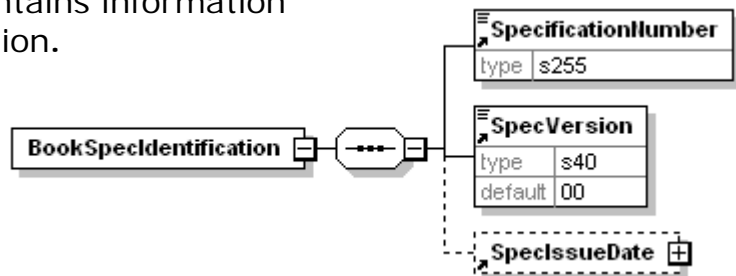 ntains information
ion.
SpecificationNumber
type s255
BookSpecIdentification
SpecVersion
type s40
default 00
SpecIssueDate